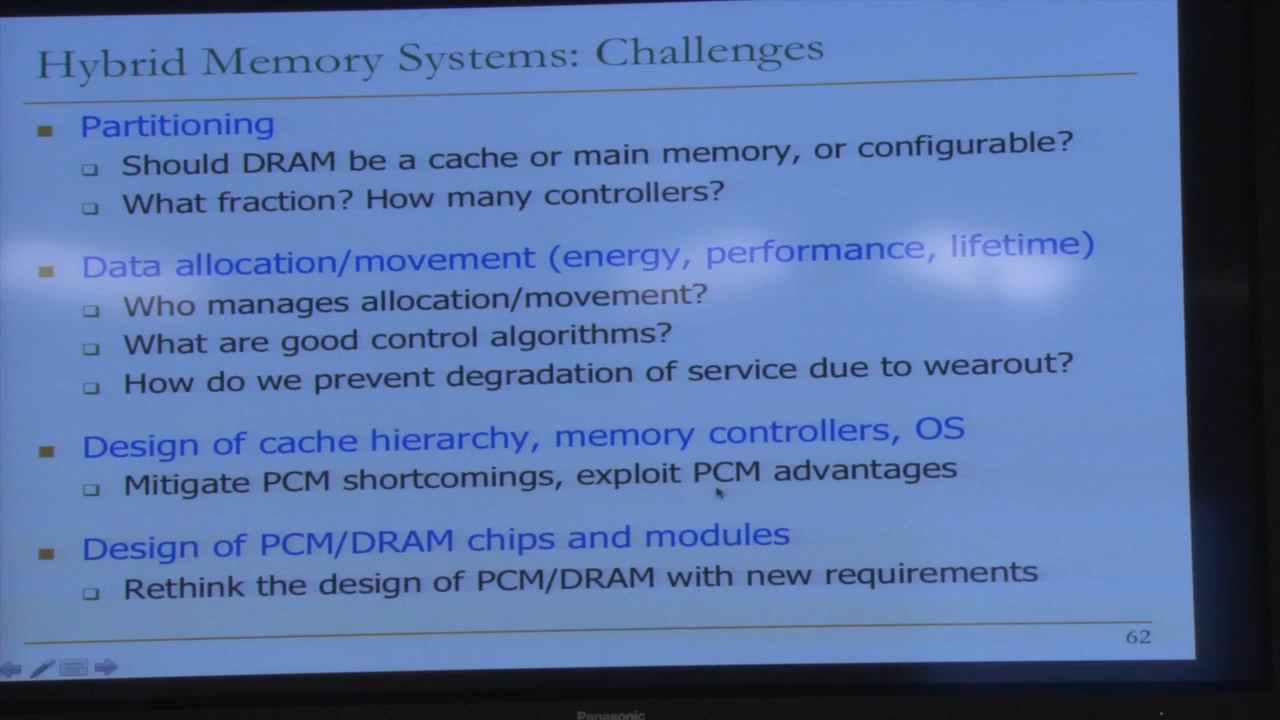 Hybrid Memory Systems: Challenges
Partitioning
Should DRAM be a cache or main memory, or configurable?
What fraction? How many controllers?
Data allocation/movement (energy, performance, lifetime)
Who manages allocation/movement?
What are good control algorithms?
How do we prevent degradation of service due to wearout?
Design of cache hierarchy, memory controllers, OS
Mitigate PCM shortcomings, exploit PCM advantages
Design of PCM/DRAM chips and modules
Rethink the design of PCM/DRAM with new requirements
62
Panasonic